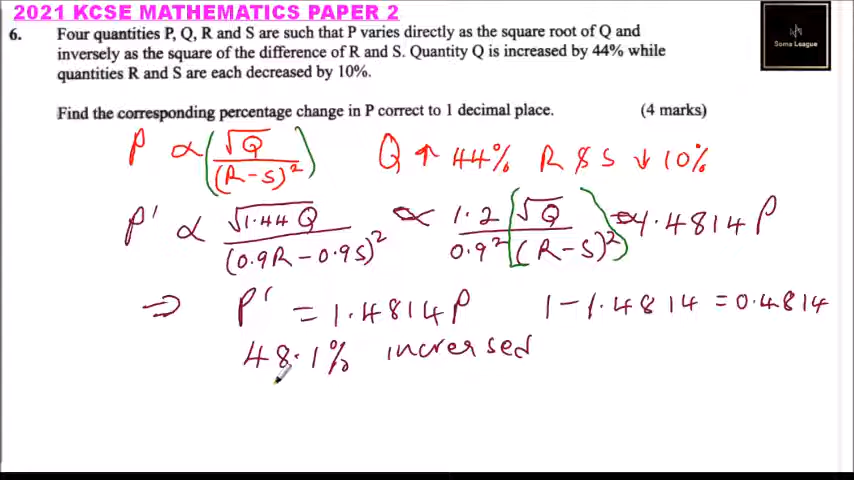 2021 KCSE MATHEMATICS PAPER 2
6. Four quantities P, Q, R and S are such that P varies directly as the square root of Q and
inversely as the square of the difference of R and S. Quantity Q is increased by 44% while
quantities R and S are each decreased by 10%.
Soma League
Find the corresponding percentage change in P correct to 1 decimal place. (4 marks)
P ∝ (√Q / (R-S)²) Q ↑ 44% R $ S ↓ 10%
P' ∝ √1.44Q / (0.9R - 0.9S)² ∝ 1.2 / 0.9² (√Q / (R-S)²) ∝ 1.4814 P
⇒ P' = 1.4814P 1 - 1.4814 = 0.4814
48.1% increased